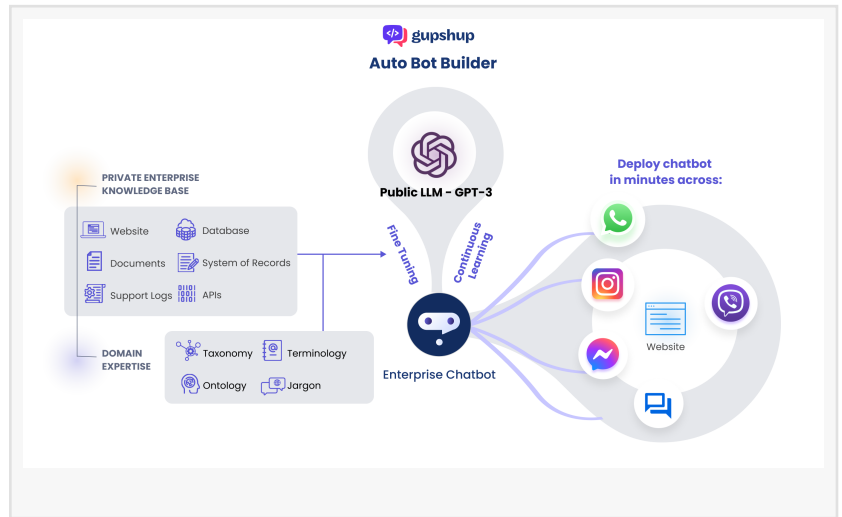 gupshup
Auto Bot Builder
Public LLM - GPT-3
Fine Tuning
Continuous
Learning
Enterprise Chatbot
PRIVATE ENTERPRISE
KNOWLEDGE BASE
Website
Database
Documents
System of Records
Support Logs
APIs
DOMAIN
EXPERTISE
Taxonomy
Terminology
Ontology
Jargon
Deploy chatbot
in minutes across:
Website